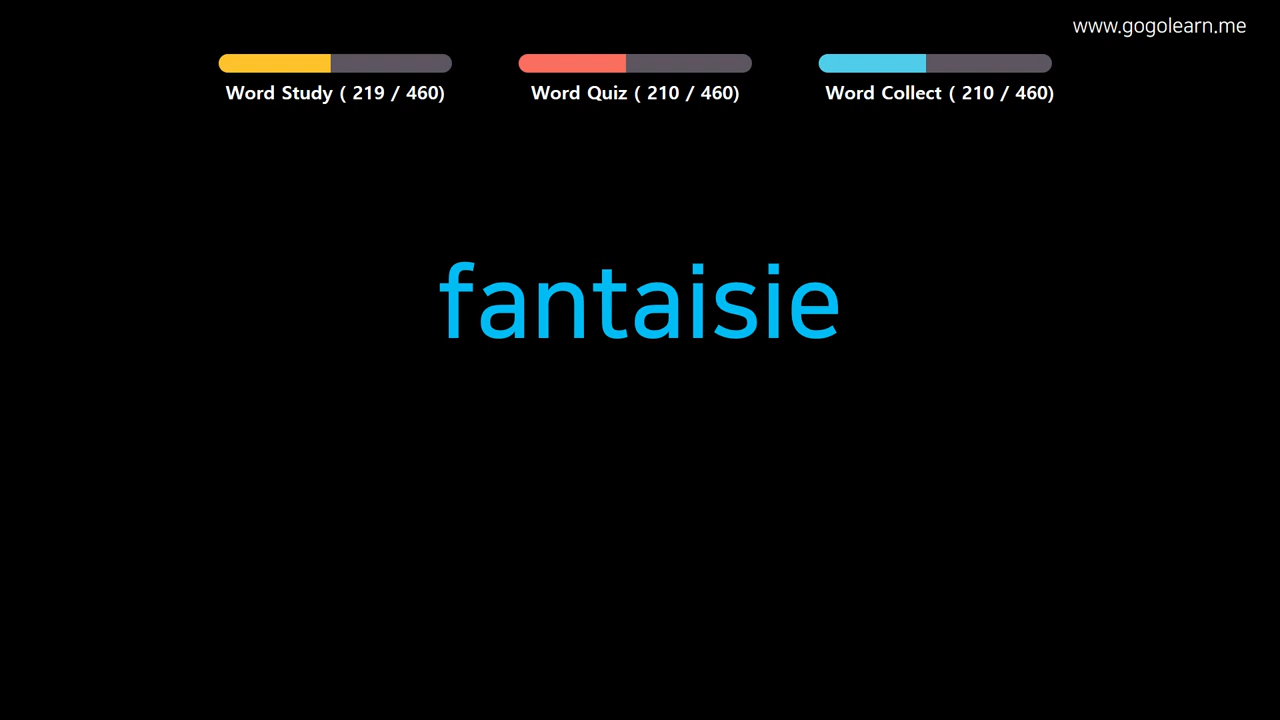 www.gogolearn.me
Word Study ( 219 / 460)
Word Quiz ( 210 / 460)
Word Collect ( 210 / 460)
fantaisie